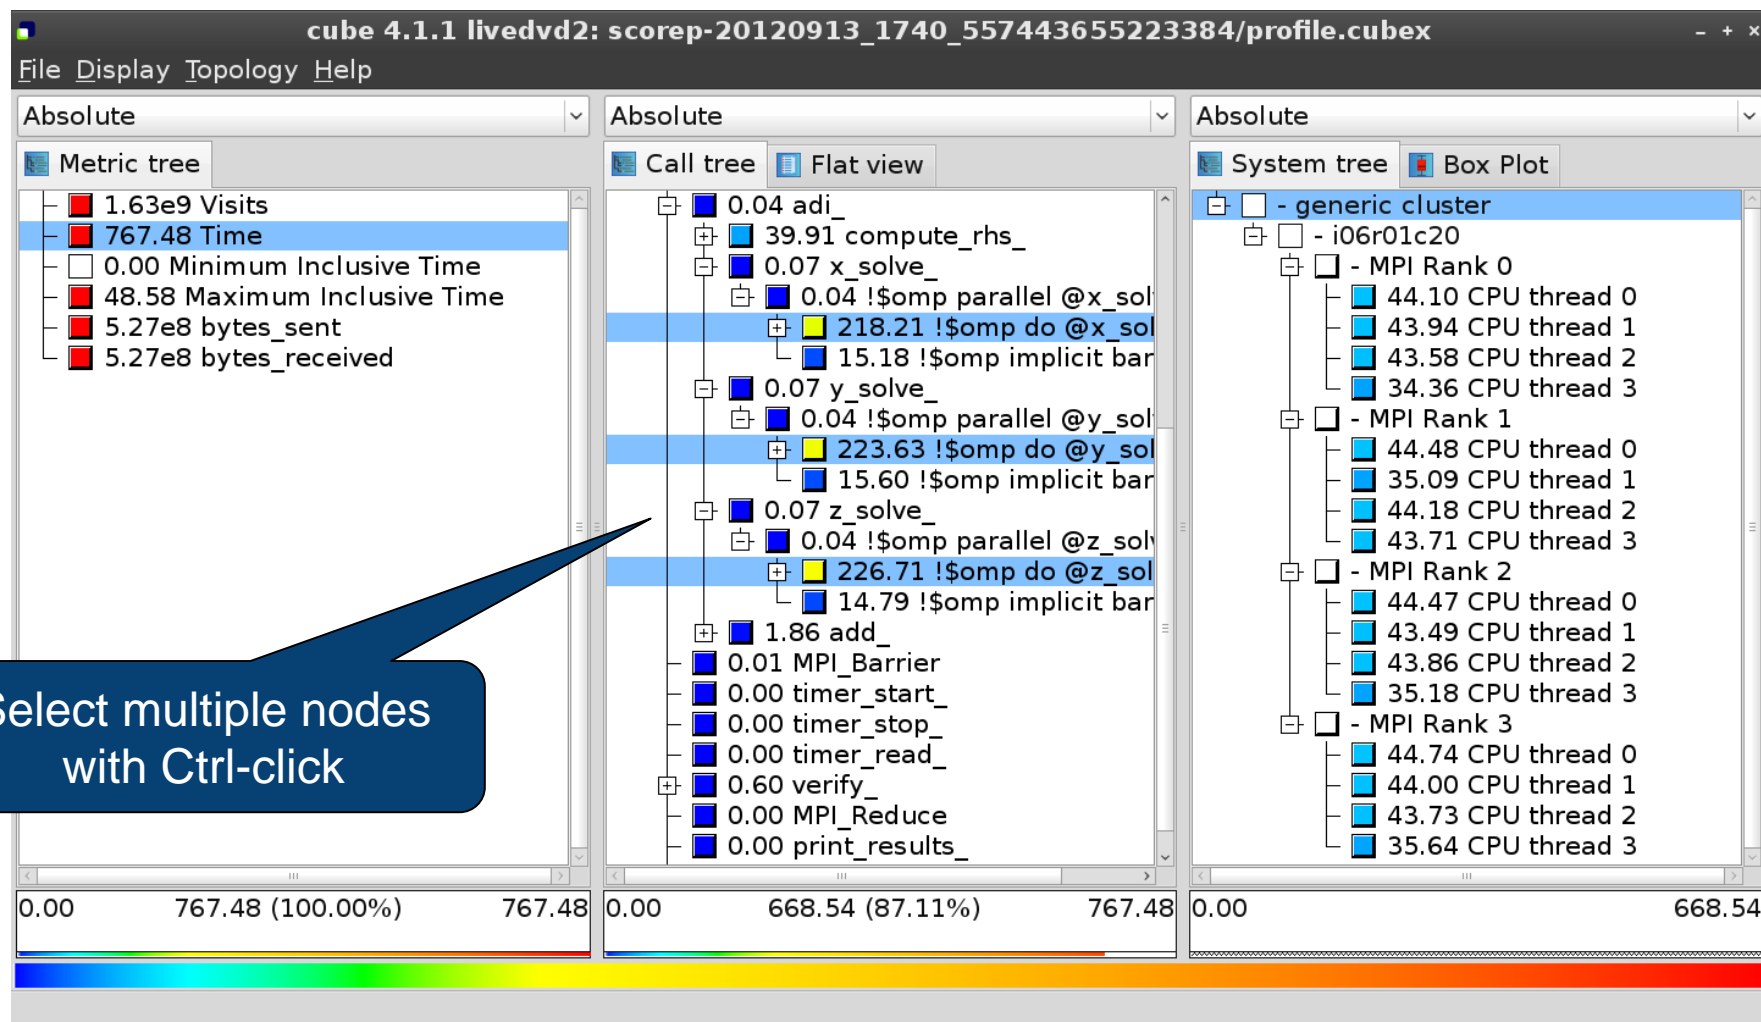 cube 4.1.1 livedvd2: scorep-20120913_1740_557443655223384/profile.cubex
File Display Topology Help
Absolute
Absolute
Absolute
Metric tree
Call tree
Flat view
System tree
Box Plot
1.63e9 Visits
767.48 Time
0.00 Minimum Inclusive Time
48.58 Maximum Inclusive Time
5.27e8 bytes_sent
5.27e8 bytes_received
0.04 adi_
39.91 compute_rhs_
0.07 x_solve_
0.04 !$omp parallel @x_sol
218.21 !$omp do @x_sol
15.18 !$omp implicit bar
0.07 y_solve_
0.04 !$omp parallel @y_sol
223.63 !$omp do @y_sol
15.60 !$omp implicit bar
0.07 z_solve_
0.04 !$omp parallel @z_solv
226.71 !$omp do @z_sol
14.79 !$omp implicit bar
1.86 add_
0.01 MPI_Barrier
0.00 timer_start_
0.00 timer_stop_
0.00 timer_read_
0.60 verify_
0.00 MPI_Reduce
0.00 print_results_
- generic cluster
- i06r01c20
- MPI Rank 0
44.10 CPU thread 0
43.94 CPU thread 1
43.58 CPU thread 2
34.36 CPU thread 3
- MPI Rank 1
44.48 CPU thread 0
35.09 CPU thread 1
44.18 CPU thread 2
43.71 CPU thread 3
- MPI Rank 2
44.47 CPU thread 0
43.49 CPU thread 1
43.86 CPU thread 2
35.18 CPU thread 3
- MPI Rank 3
44.74 CPU thread 0
44.00 CPU thread 1
43.73 CPU thread 2
35.64 CPU thread 3
Select multiple nodes
with Ctrl-click
0.00 767.48 (100.00%) 767.48
0.00 668.54 (87.11%) 767.48
0.00 668.54